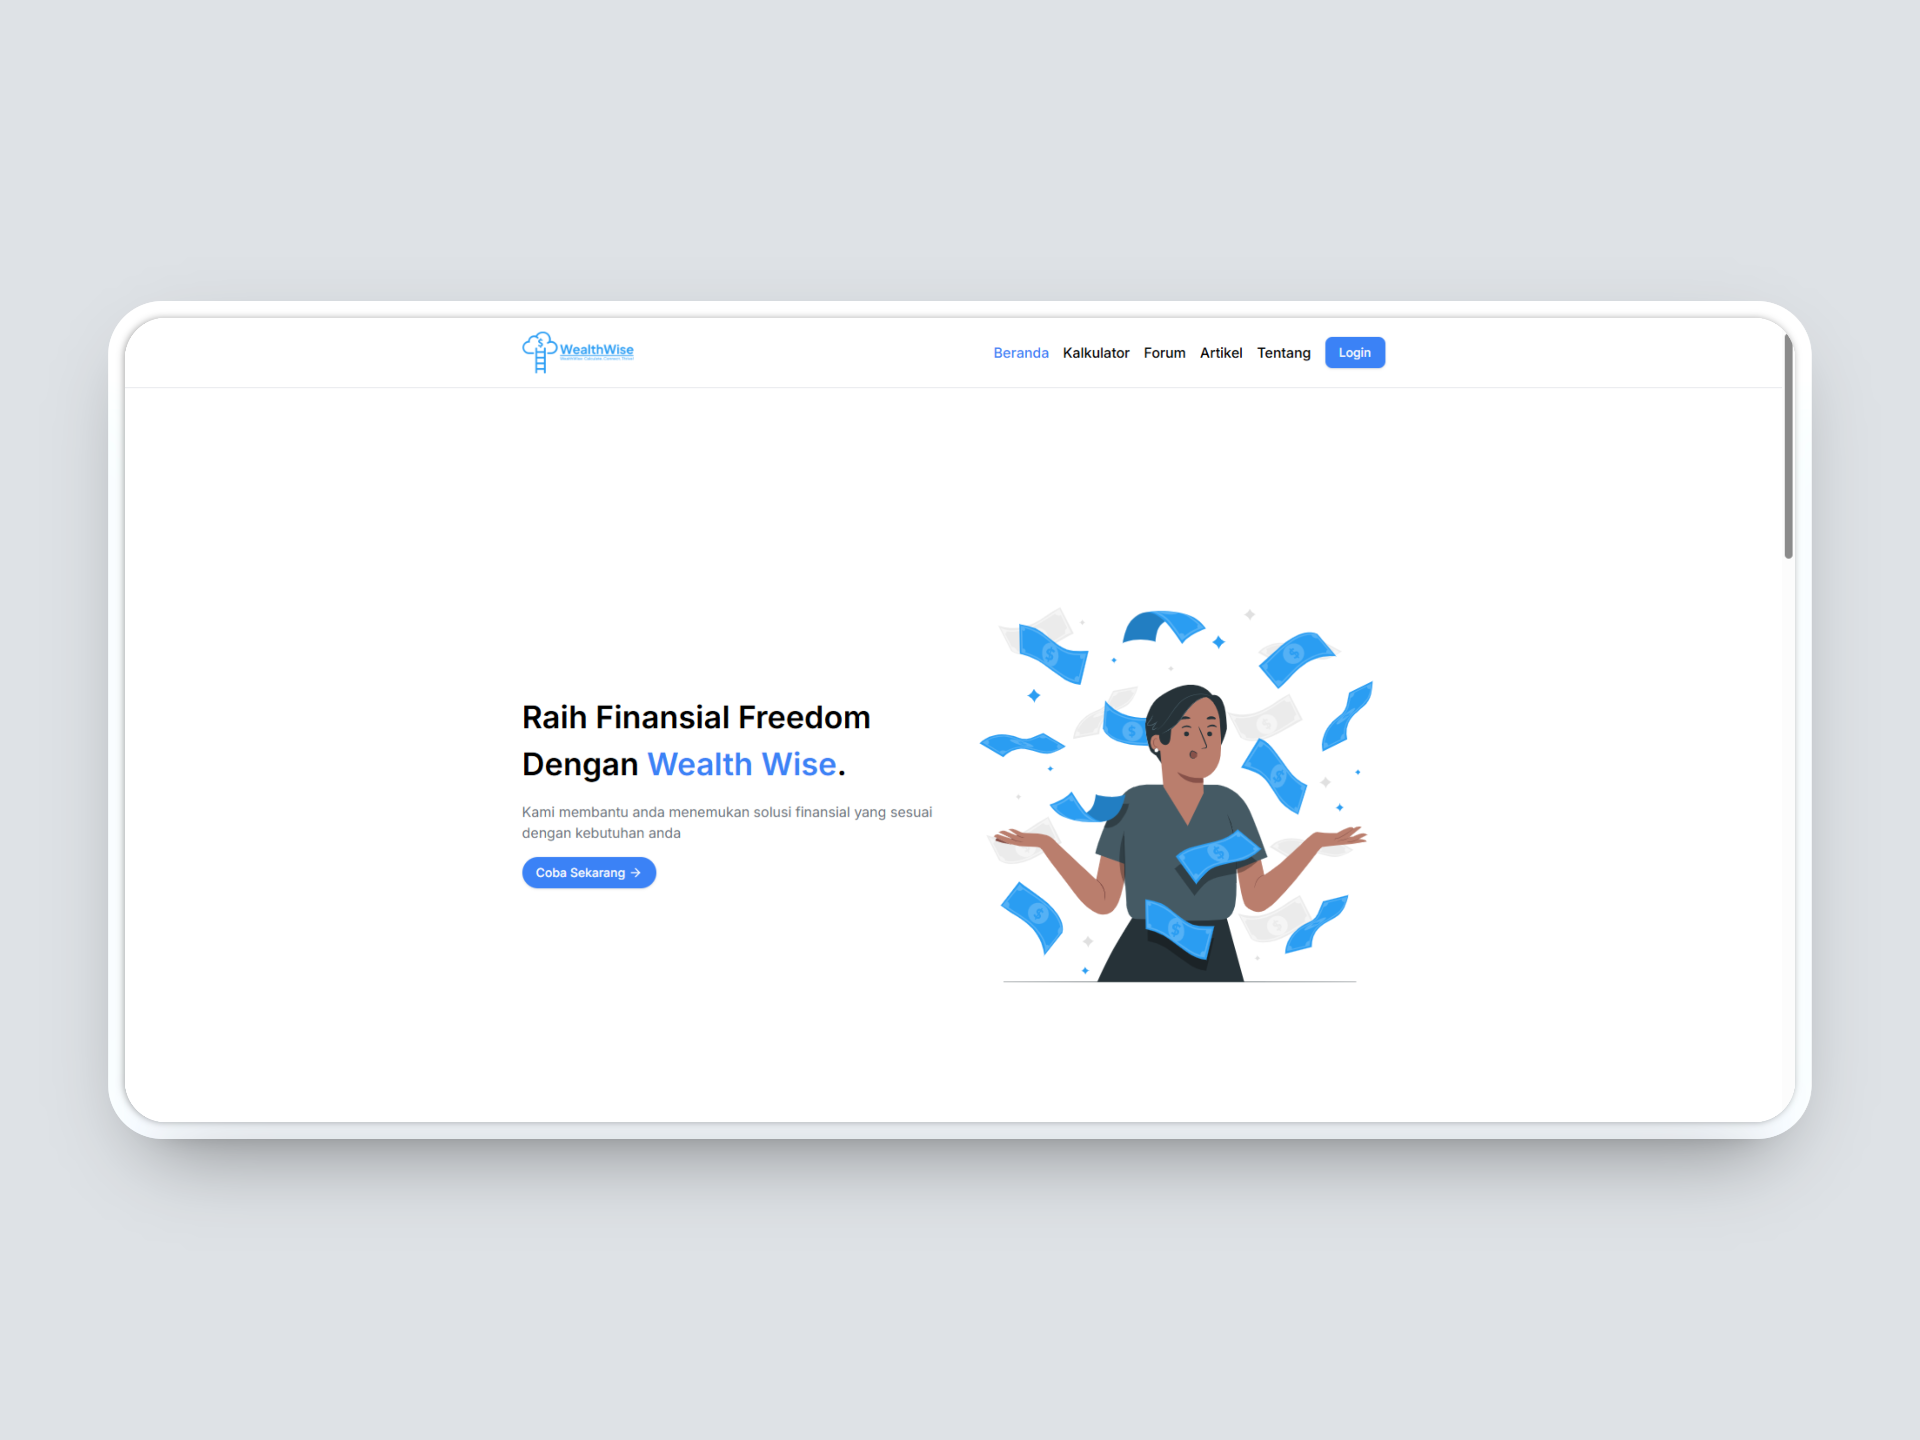 WealthWise
Beranda Kalkulator Forum Artikel Tentang Login
Raih Finansial Freedom
Dengan Wealth Wise.
Kami membantu anda menemukan solusi finansial yang sesuai
dengan kebutuhan anda
Coba Sekarang →